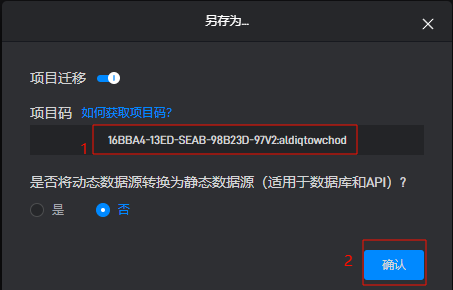 另存为...
项目迁移
项目码 如何获取项目码?
1 16BBA4-13ED-SEAB-98B23D-97V2:aldiqtowchod
是否将动态数据源转换为静态数据源（适用于数据库和API）?
是 否
2 确认